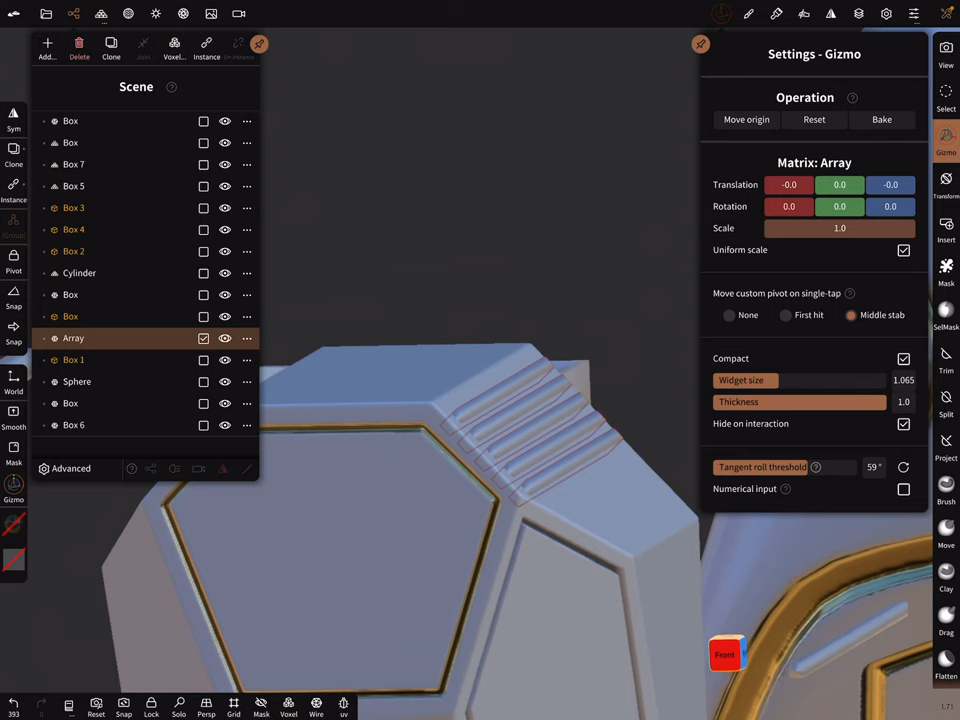 Add...
Delete
Clone
Join
Voxel...
Instance
Un-instance
Scene
Box
Box
Box 7
Box 5
Box 3
Box 4
Box 2
Cylinder
Box
Box
Array
Box 1
Sphere
Box
Box 6
Advanced
Sym
Clone
Instance
(Group)
Pivot
Snap
Snap
World
Smooth
Mask
Gizmo
Settings - Gizmo
Operation
Move origin Reset Bake
Matrix: Array
Translation -0.0 0.0 -0.0
Rotation 0.0 0.0 0.0
Scale 1.0
Uniform scale
Move custom pivot on single-tap
None First hit Middle stab
Compact
Widget size 1.065
Thickness 1.0
Hide on interaction
Tangent roll threshold 59 °
Numerical input
View
Select
Gizmo
Transform
Insert
Mask
SelMask
Trim
Split
Project
Brush
Move
Clay
Drag
Flatten
Front
393 0 Reset Snap Lock Solo Persp Grid Mask Voxel Wire uv
1.71